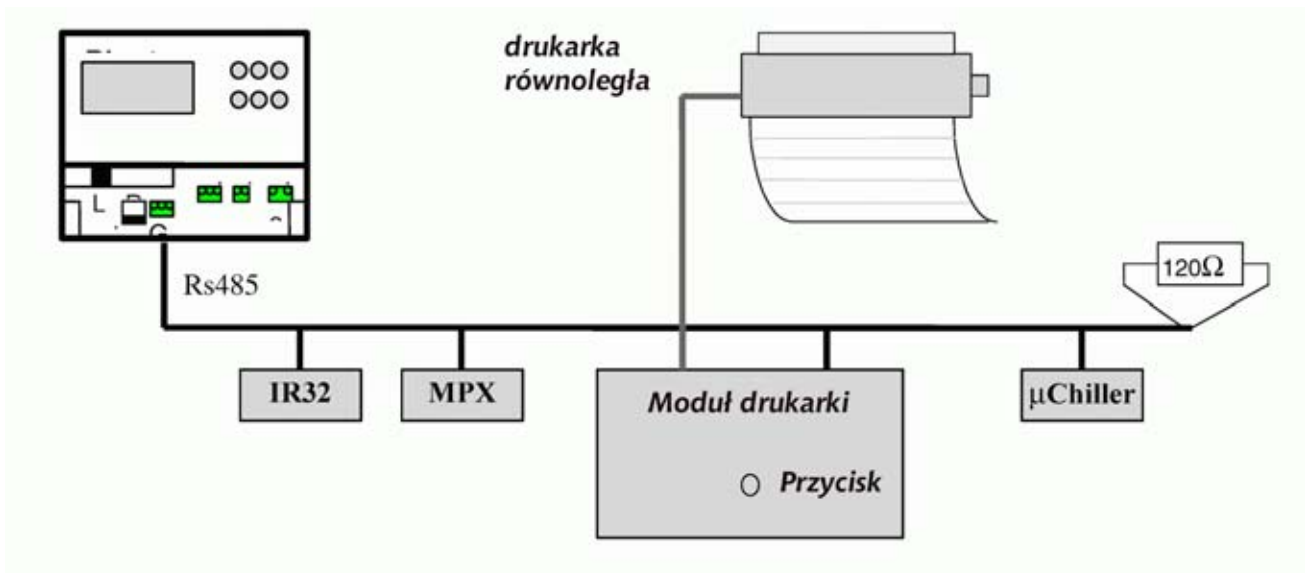 drukarka
równoległa
L
G
Rs485
120Ω
IR32
MPX
Moduł drukarki
µChiller
Przycisk